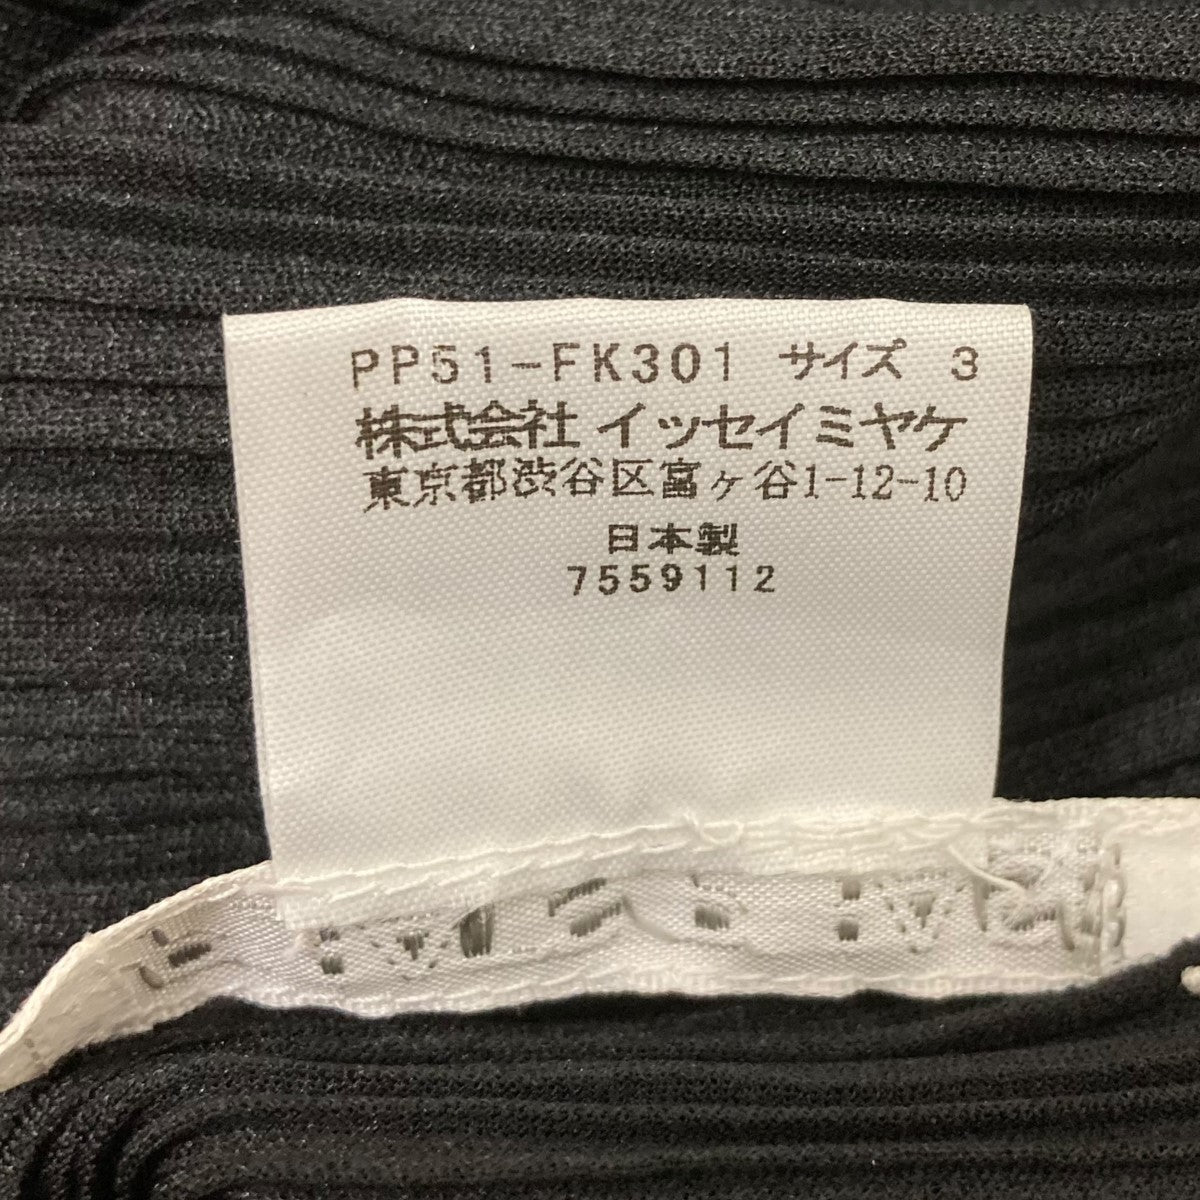 PP51-FK301 サイズ 3
株式会社イッセイミヤケ
東京都渋谷区富ヶ谷1-12-10
日本製
7559112